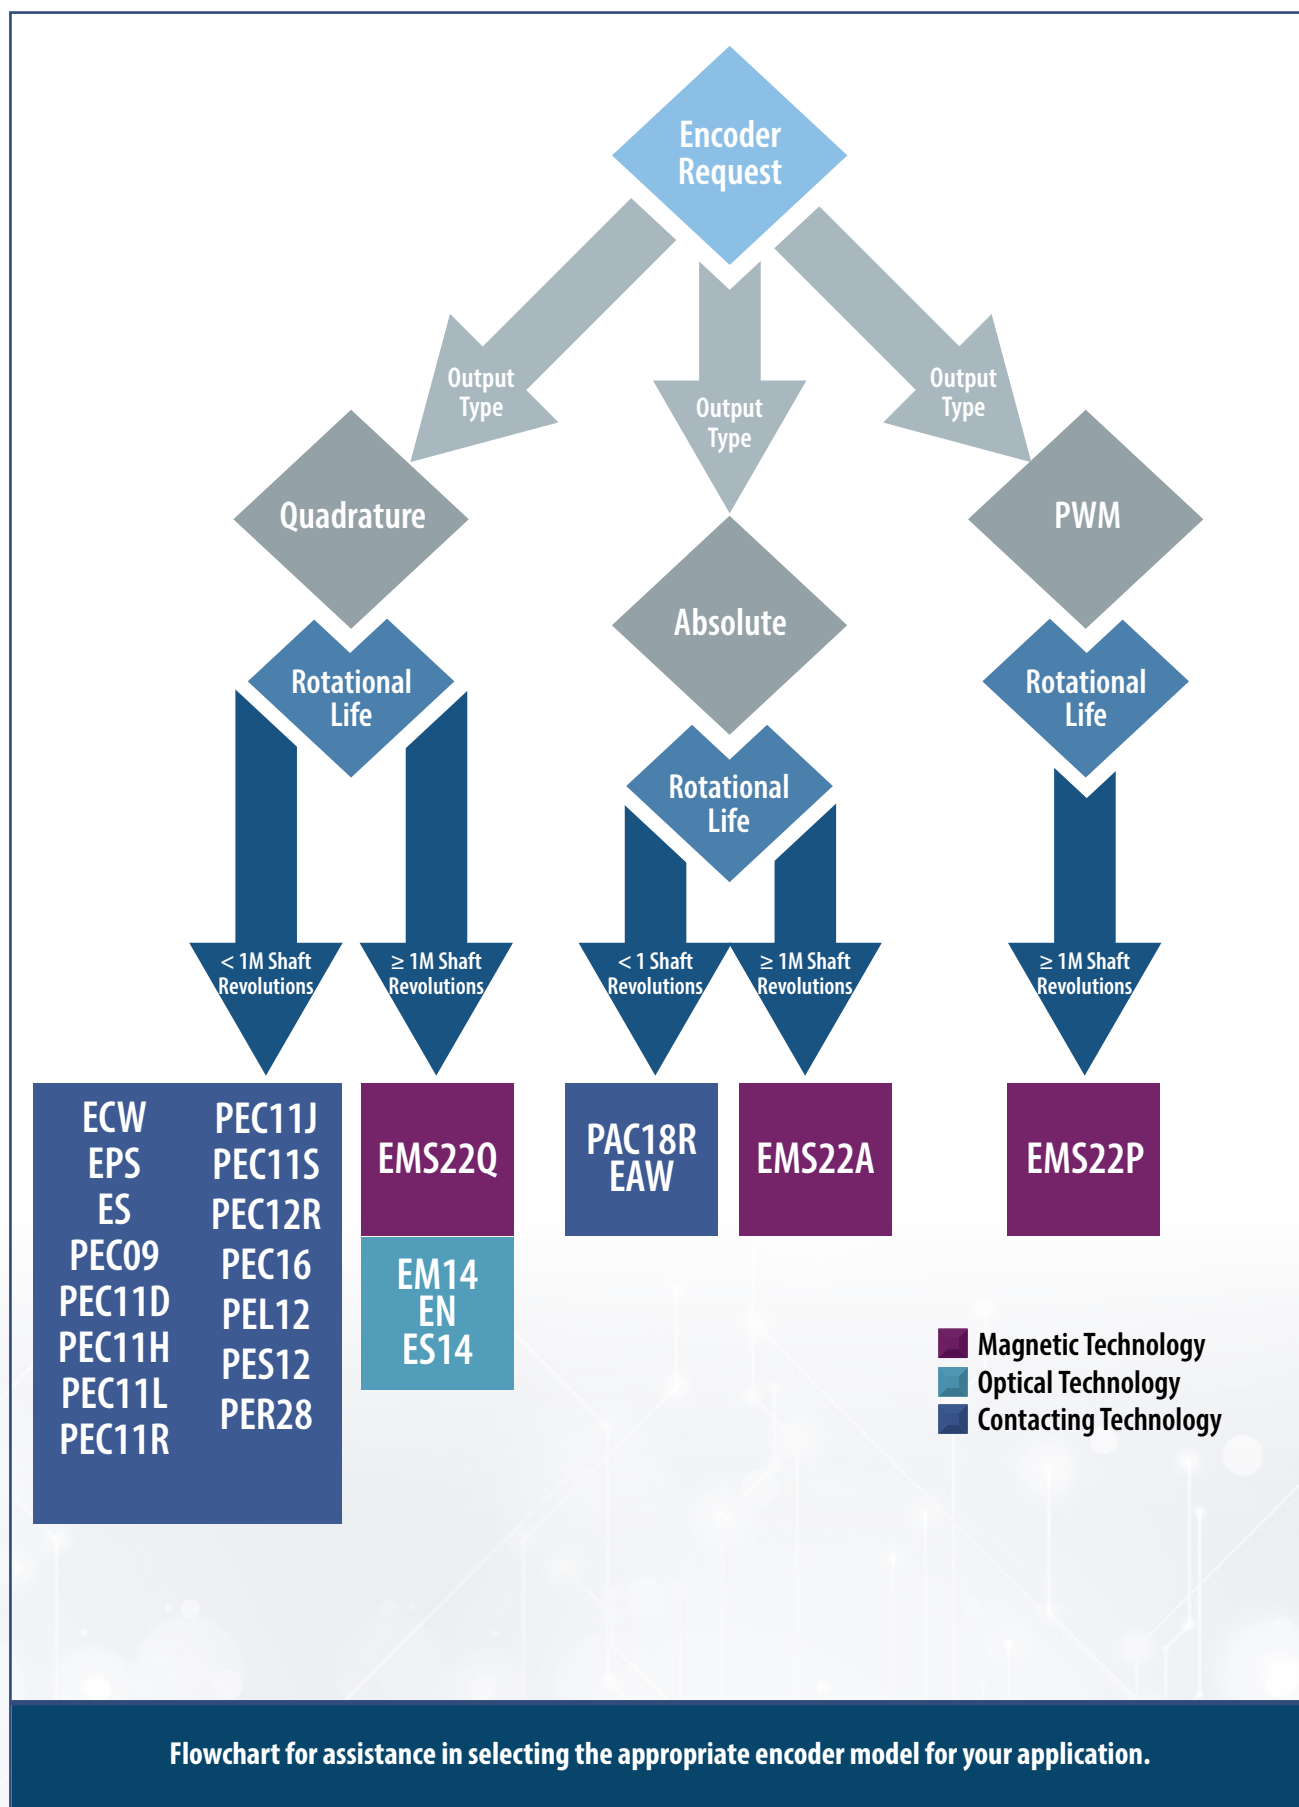 Encoder
Request
Output
Type
Output
Type
Output
Type
Quadrature
Absolute
PWM
Rotational
Life
Rotational
Life
Rotational
Life
< 1M Shaft
Revolutions
≥ 1M Shaft
Revolutions
< 1 Shaft
Revolutions
≥ 1M Shaft
Revolutions
≥ 1M Shaft
Revolutions
ECW
EPS
ES
PEC09
PEC11D
PEC11H
PEC11L
PEC11R
PEC11J
PEC11S
PEC12R
PEC16
PEL12
PES12
PER28
EMS22Q
EM14
EN
ES14
PAC18R
EAW
EMS22A
EMS22P
Magnetic Technology
Optical Technology
Contacting Technology
Flowchart for assistance in selecting the appropriate encoder model for your application.